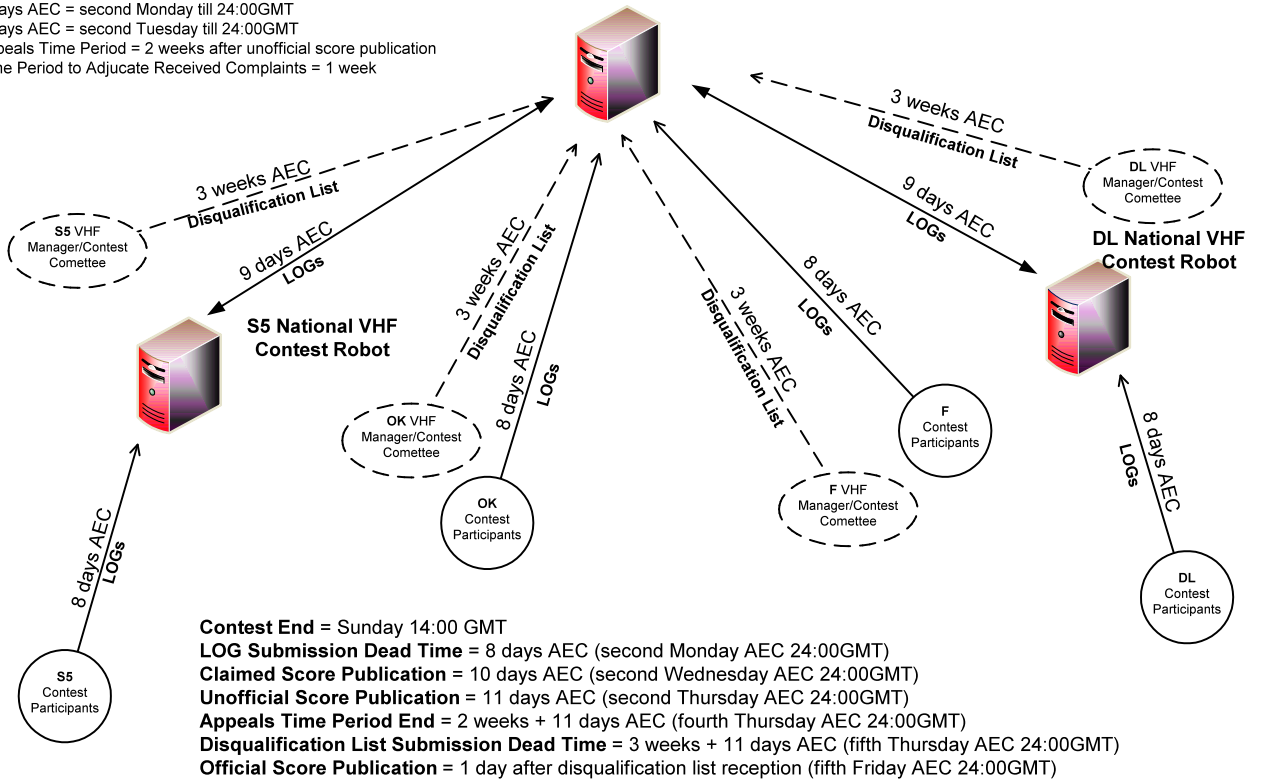 ays AEC = second Monday till 24:00GMT
ays AEC = second Tuesday till 24:00GMT
peals Time Period = 2 weeks after unofficial score publication
ne Period to Adjucate Received Complaints = 1 week
3 weeks AEC
Disqualification List
S5 VHF
Manager/Contest
Comettee
9 days AEC
LOGs
S5 National VHF
Contest Robot
8 days AEC
LOGs
S5
Contest
Participants
3 weeks AEC
Disqualification List
OK VHF
Manager/Contest
Comettee
8 days AEC
LOGs
OK
Contest
Participants
3 weeks AEC
Disqualification List
F VHF
Manager/Contest
Comettee
8 days AEC
LOGs
F
Contest
Participants
3 weeks AEC
Disqualification List
DL VHF
Manager/Contest
Comettee
9 days AEC
LOGs
DL National VHF
Contest Robot
8 days AEC
LOGs
DL
Contest
Participants
Contest End = Sunday 14:00 GMT
LOG Submission Dead Time = 8 days AEC (second Monday AEC 24:00GMT)
Claimed Score Publication = 10 days AEC (second Wednesday AEC 24:00GMT)
Unofficial Score Publication = 11 days AEC (second Thursday AEC 24:00GMT)
Appeals Time Period End = 2 weeks + 11 days AEC (fourth Thursday AEC 24:00GMT)
Disqualification List Submission Dead Time = 3 weeks + 11 days AEC (fifth Thursday AEC 24:00GMT)
Official Score Publication = 1 day after disqualification list reception (fifth Friday AEC 24:00GMT)